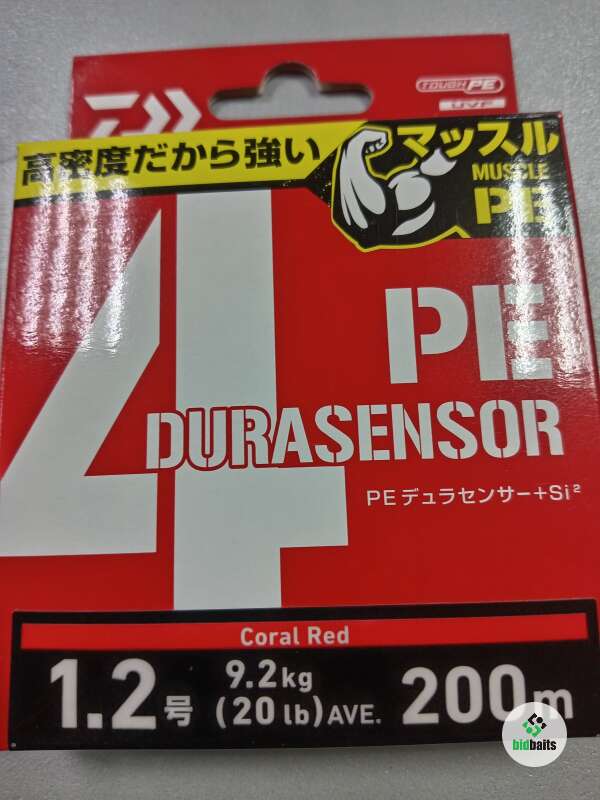 TOUGH PE
UVF
高密度だから強い
マッスル
MUSCLE
PE
4
PE
DURASENSOR
PEデュラセンサー+Si²
Coral Red
1.2号
9.2kg
(20 lb) AVE.
200m
bidbaits